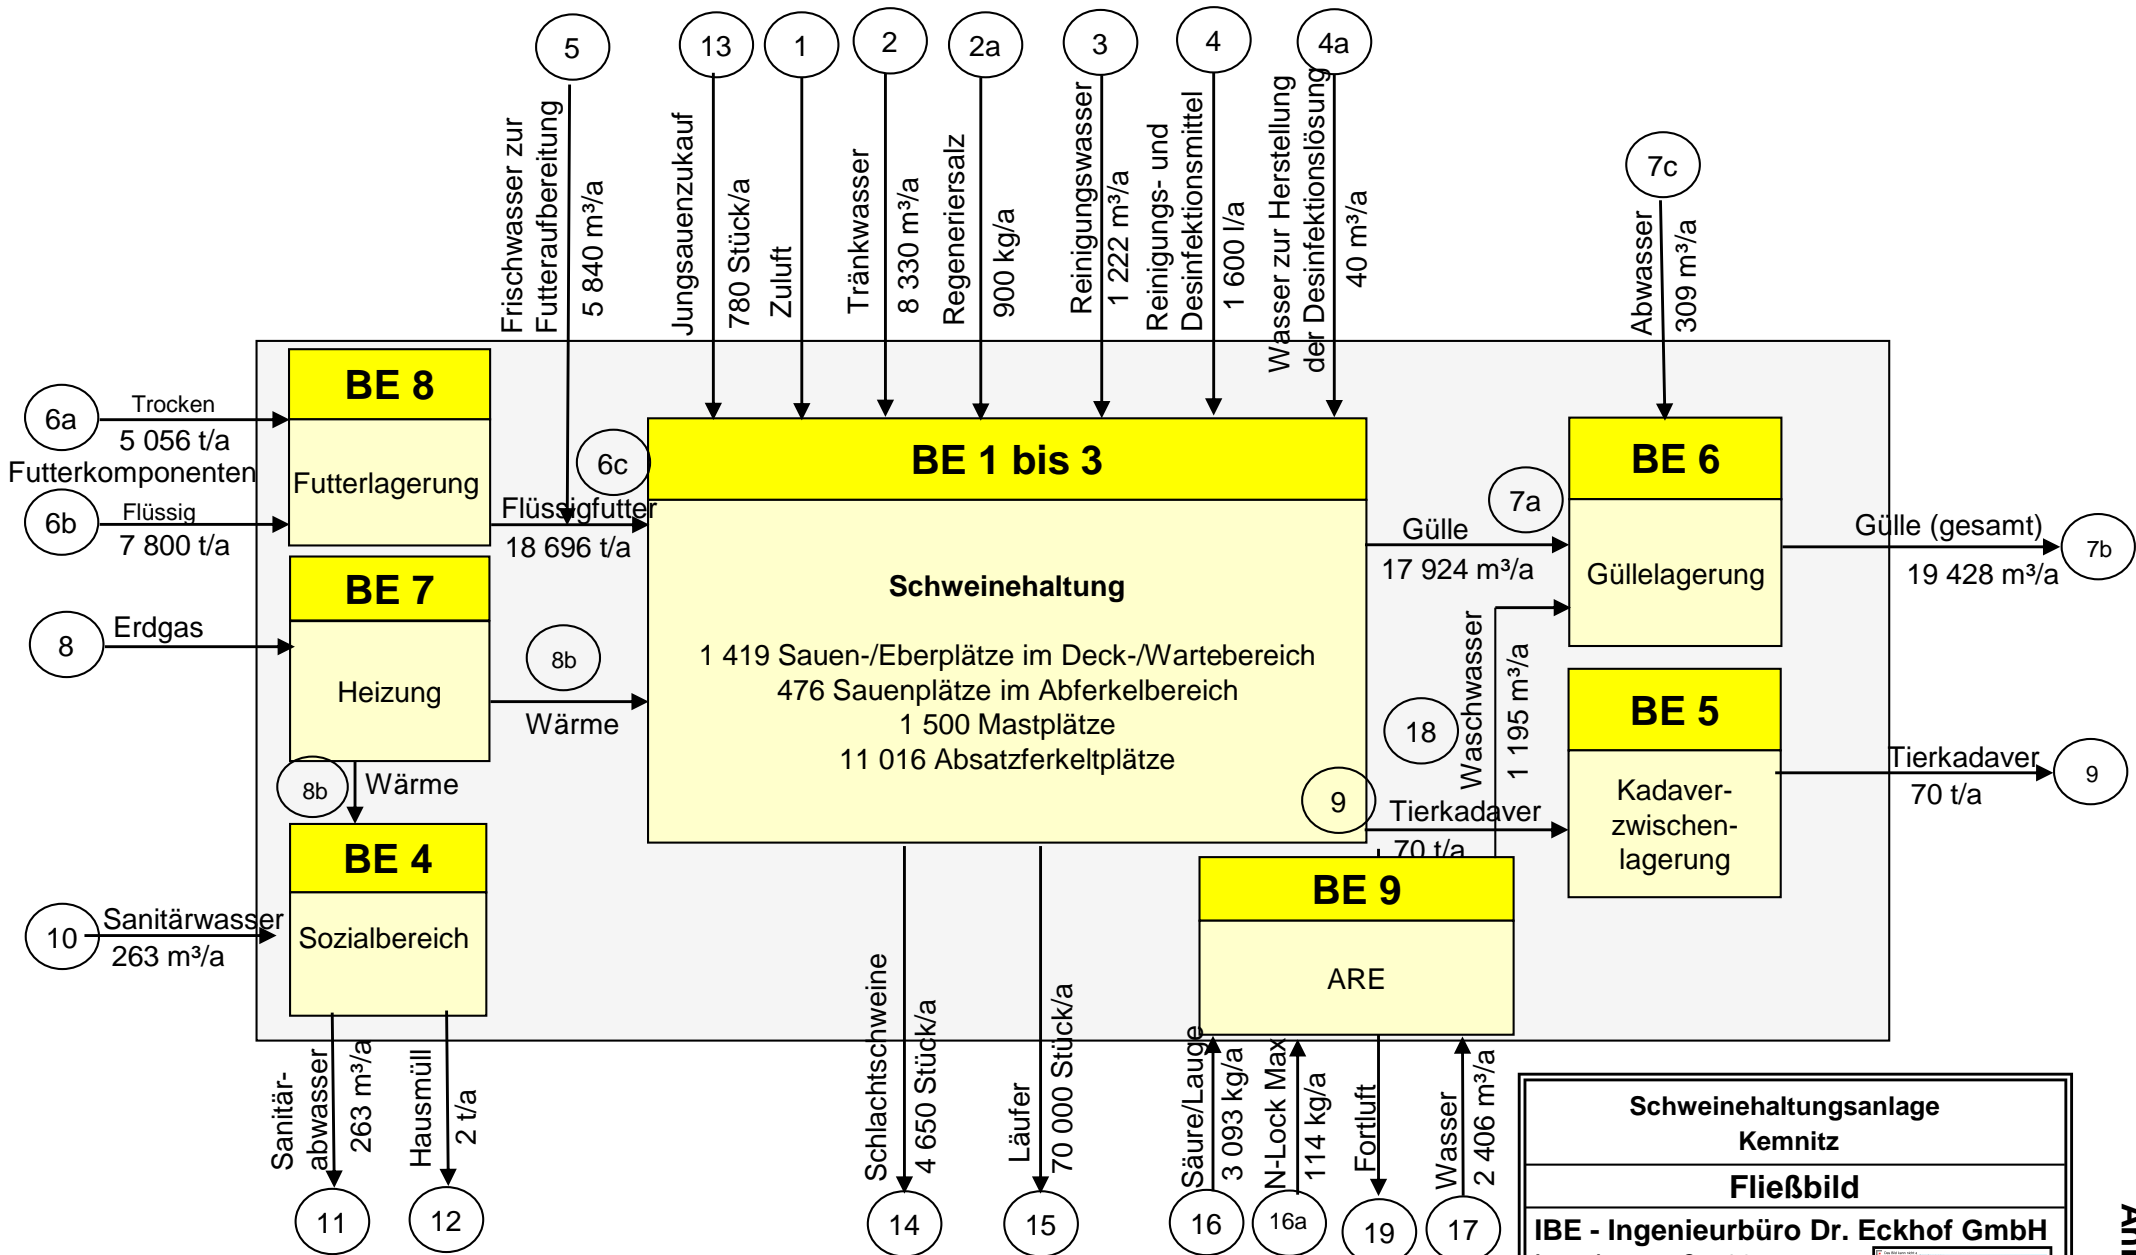 5
13
1
2
2a
3
4
4a
Frischwasser zur
Futteraufbereitung
5 840 m³/a
Jungsauenzukauf
780 Stück/a
Zuluft
Tränkwasser
8 330 m³/a
Regeneriersalz
900 kg/a
Reinigungswasser
1 222 m³/a
Reinigungs- und
Desinfektionsmittel
1 600 l/a
Wasser zur Herstellung
der Desinfektionslösung
40 m³/a
7c
Abwasser
309 m³/a
6a
Trocken
5 056 t/a
Futterkomponenten
6b
Flüssig
7 800 t/a
BE 8
Futterlagerung
6c
Flüssigfutter
18 696 t/a
BE 1 bis 3
Schweinehaltung
1 419 Sauen-/Eberplätze im Deck-/Wartebereich
476 Sauenplätze im Abferkelbereich
1 500 Mastplätze
11 016 Absatzferkeltplätze
7a
Gülle
17 924 m³/a
BE 6
Güllelagerung
Gülle (gesamt)
19 428 m³/a
7b
8
Erdgas
BE 7
Heizung
8b
Wärme
8b
Wärme
18
Waschwasser
1 195 m³/a
9
Tierkadaver
70 t/a
BE 5
Kadaver-
zwischen-
lagerung
Tierkadaver
70 t/a
9
10
Sanitärwasser
263 m³/a
BE 4
Sozialbereich
BE 9
ARE
Sanitär-
abwasser
263 m³/a
11
Hausmüll
2 t/a
12
Schlachtschweine
4 650 Stück/a
14
Läufer
70 000 Stück/a
15
Säure/Lauge
3 093 kg/a
16
N-Lock Max
114 kg/a
16a
Fortluft
19
Wasser
2 406 m³/a
17
Schweinehaltungsanlage
Kemnitz
Fließbild
IBE - Ingenieurbüro Dr. Eckhof GmbH